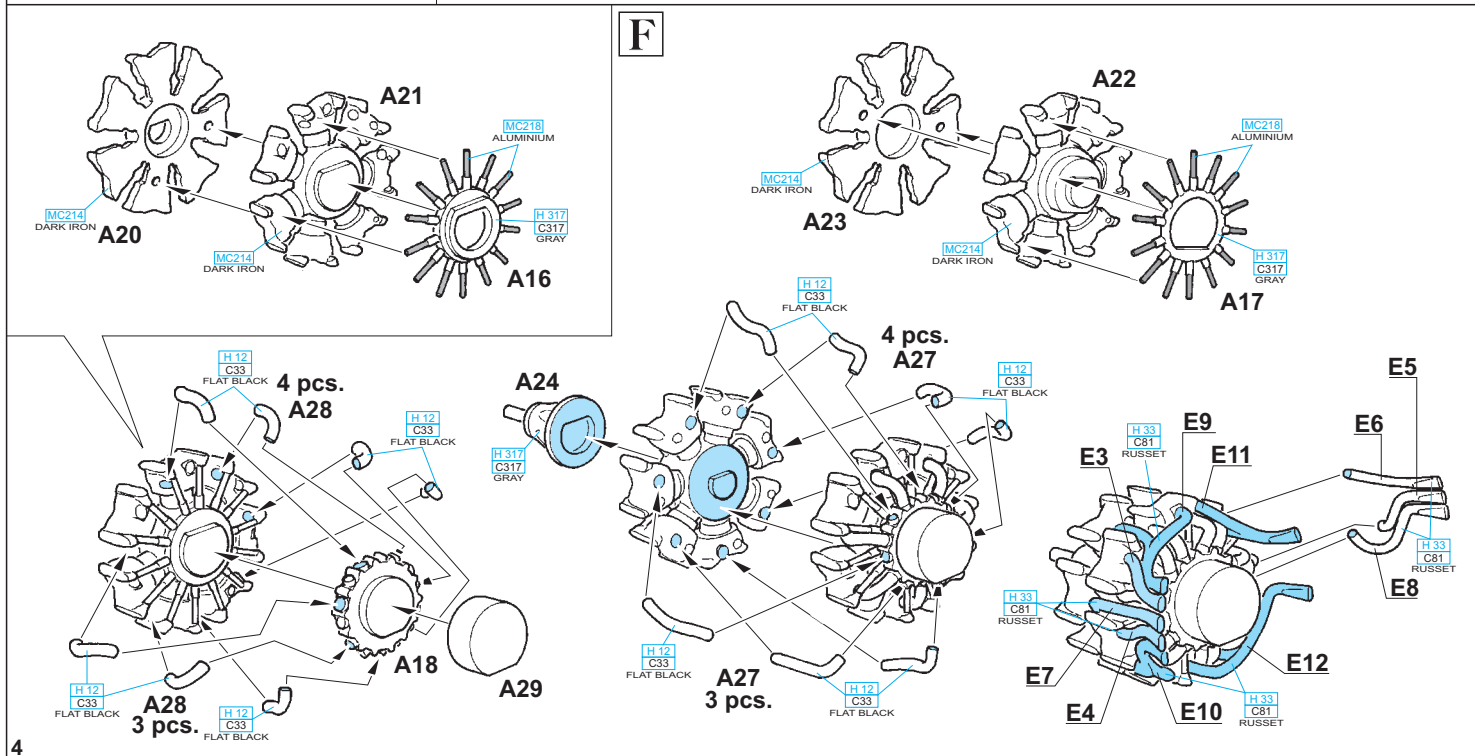 F
A21
MC218
ALUMINIUM
MC214
DARK IRON
A20
MC214
DARK IRON
H 317
C317
GRAY
A16
A22
MC218
ALUMINIUM
MC214
DARK IRON
A23
MC214
DARK IRON
H 317
C317
GRAY
A17
H 12
C33
FLAT BLACK
4 pcs.
A28
H 12
C33
FLAT BLACK
A24
H 317
C317
GRAY
H 12
C33
FLAT BLACK
4 pcs.
A27
H 12
C33
FLAT BLACK
E5
E6
E9
H 33
C81
RUSSET
E3
E11
H 33
C81
RUSSET
E8
H 33
C81
RUSSET
E7
E4
E10
E12
H 33
C81
RUSSET
A18
A29
H 12
C33
FLAT BLACK
A28
3 pcs.
H 12
C33
FLAT BLACK
H 12
C33
FLAT BLACK
A27
3 pcs.
H 12
C33
FLAT BLACK
4